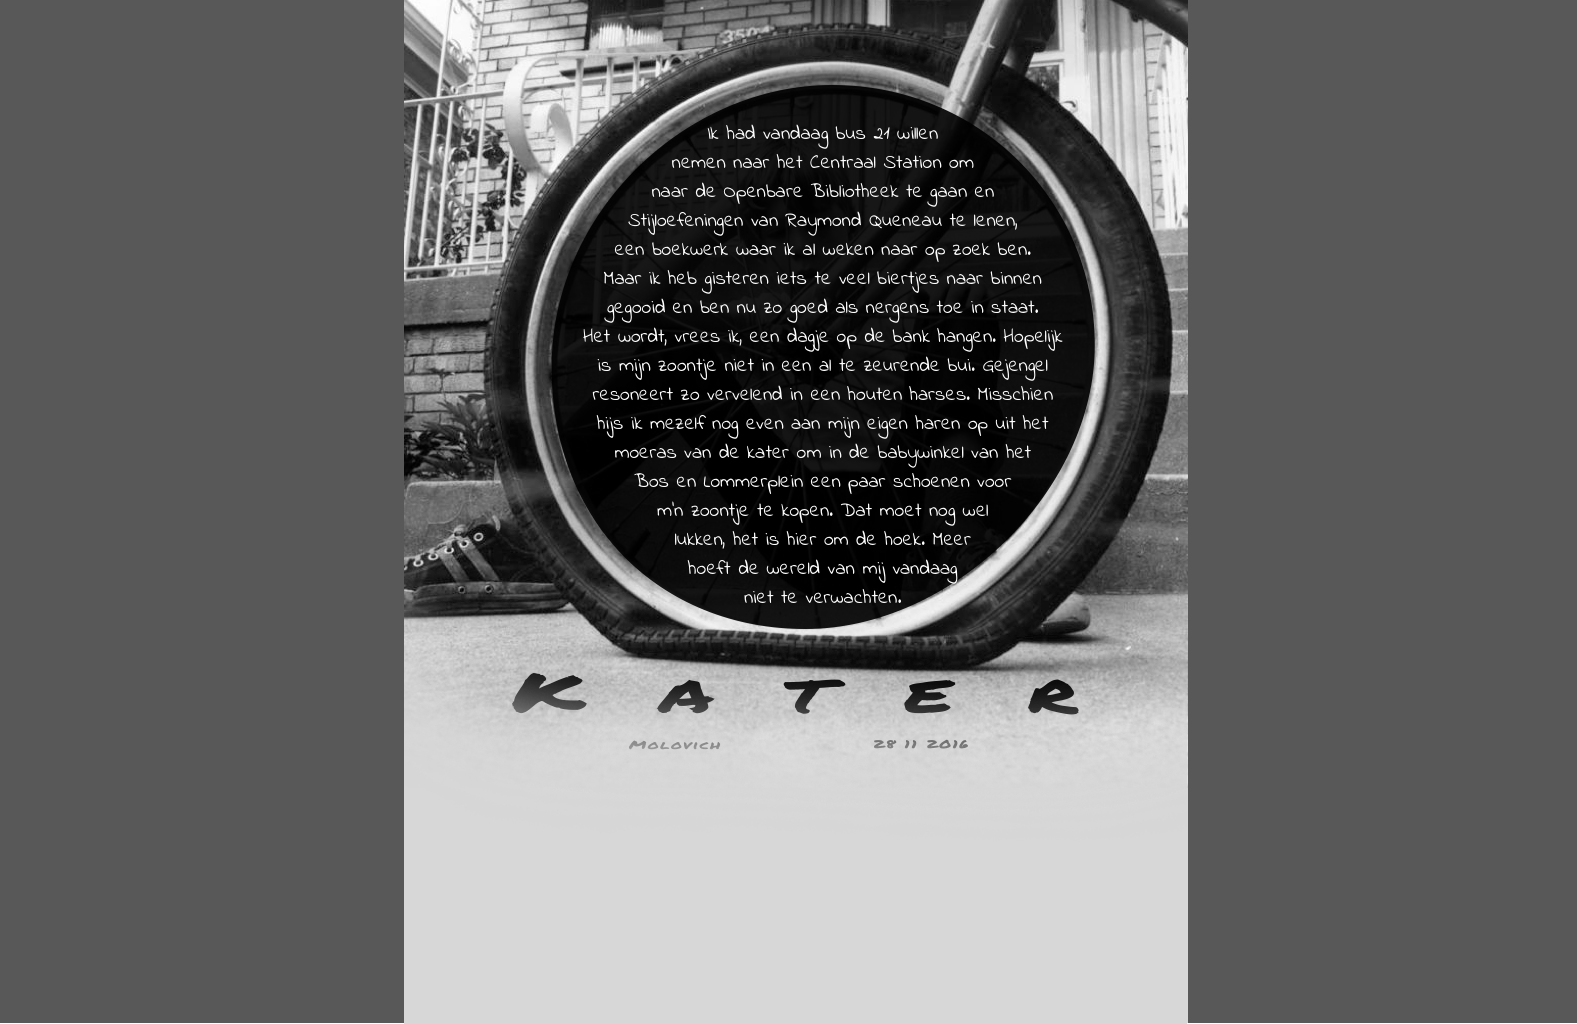 3504
Ik had vandaag bus 21 willen
nemen naar het Centraal Station om
naar de Openbare Bibliotheek te gaan en
Stijloefeningen van Raymond Queneau te lenen,
een boekwerk waar ik al weken naar op zoek ben.
Maar ik heb gisteren iets te veel biertjes naar binnen
gegooid en ben nu zo goed als nergens toe in staat.
Het wordt, vrees ik, een dagje op de bank hangen. Hopelijk
is mijn zoontje niet in een al te zeurende bui. Gejengel
resoneert zo vervelend in een houten harses. Misschien
hijs ik mezelf nog even aan mijn eigen haren op uit het
moeras van de kater om in de babywinkel van het
Bos en Lommerplein een paar schoenen voor
m'n zoontje te kopen. Dat moet nog wel
lukken, het is hier om de hoek. Meer
hoeft de wereld van mij vandaag
niet te verwachten.
KATER
Molovich 28 11 2016